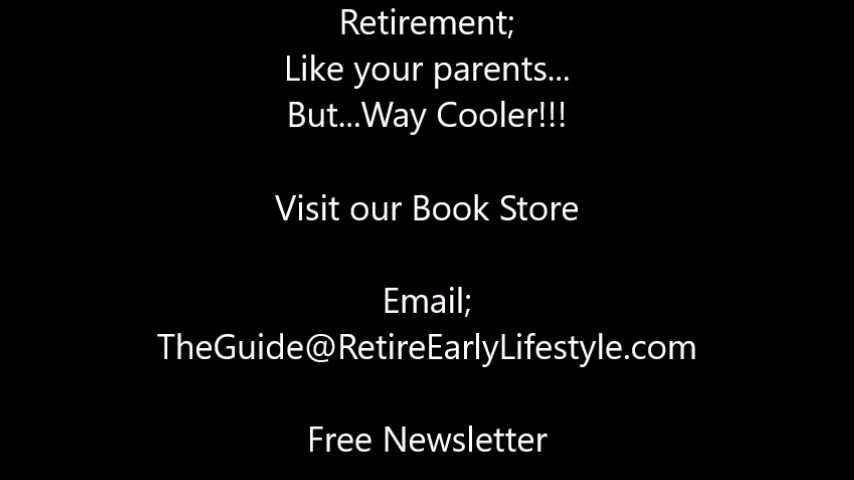 Retirement;
Like your parents...
But...Way Cooler!!!
Visit our Book Store
Email;
TheGuide@RetireEarlyLifestyle.com
Free Newsletter